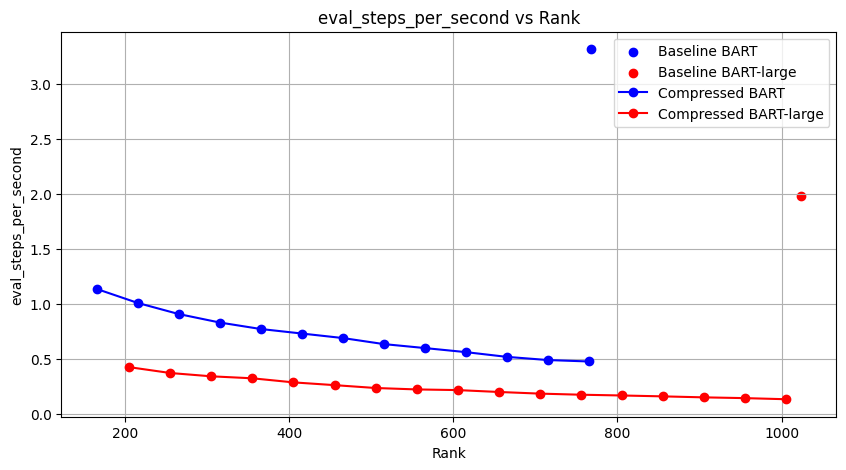 eval_steps_per_second vs Rank
Baseline BART
Baseline BART-large
Compressed BART
Compressed BART-large
eval_steps_per_second
3.0
2.5
2.0
1.5
1.0
0.5
0.0
200 400 600 800 1000
Rank